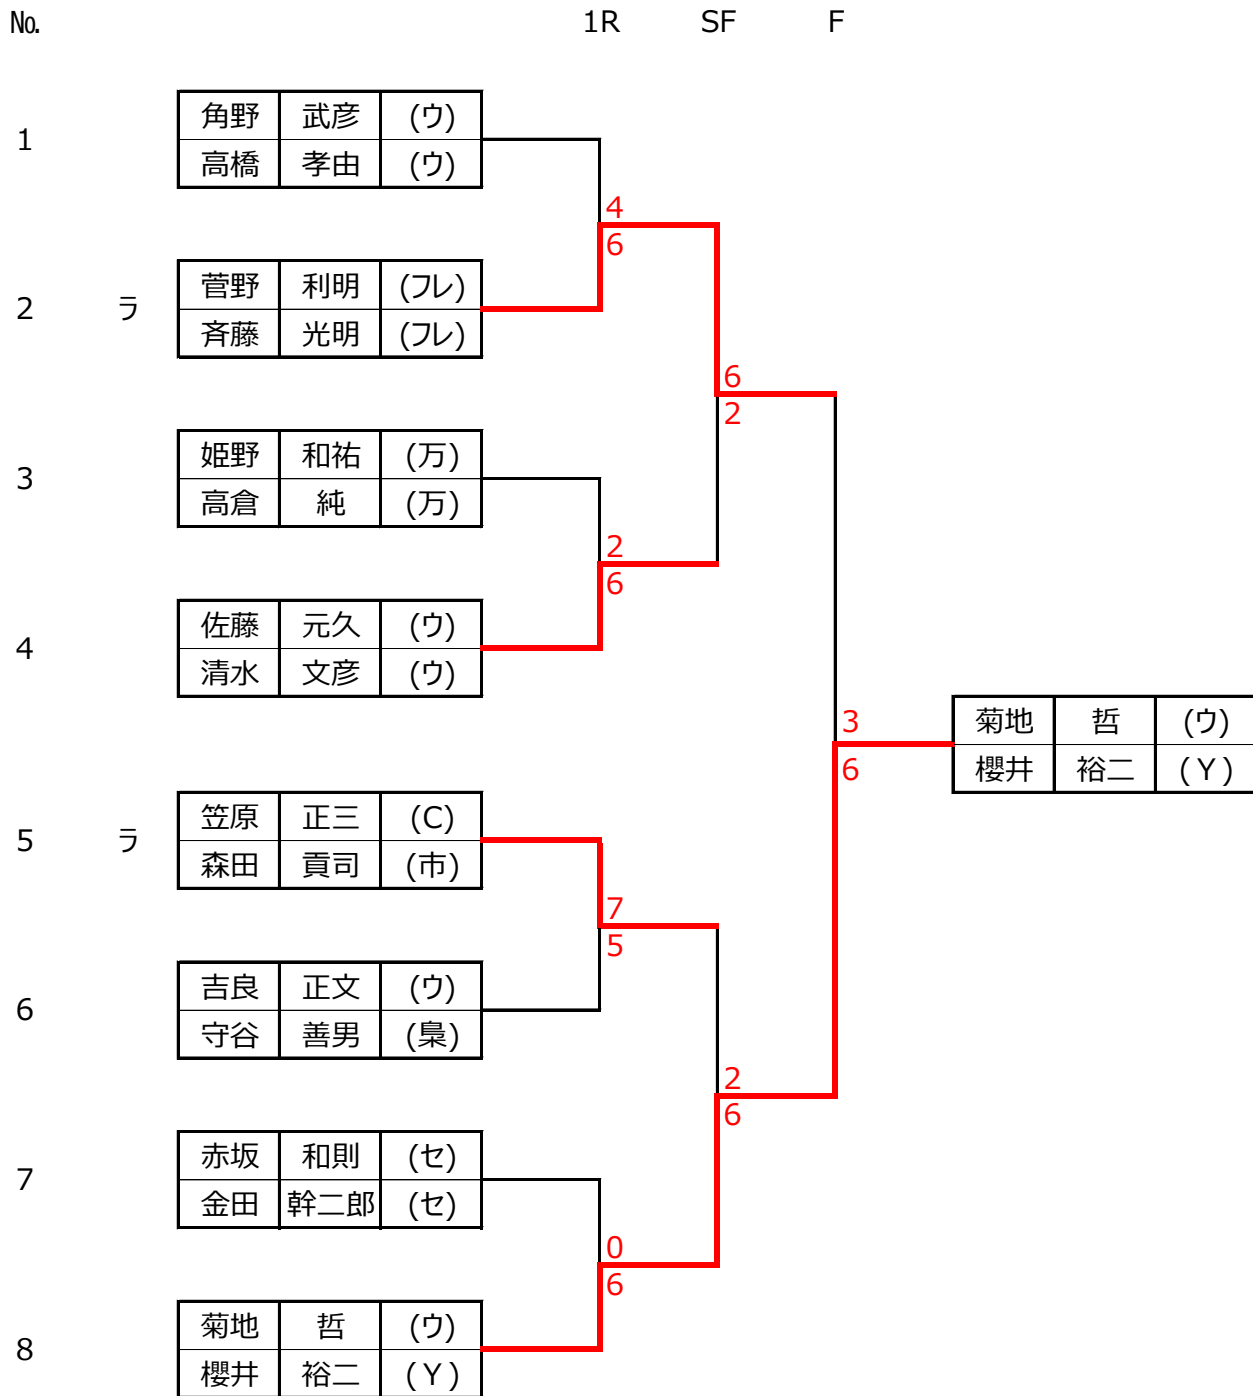 No. 1R SF F
角野 武彦 (ウ)
1
高橋 孝由 (ウ)
4
6
菅野 利明 (フレ)
2 ラ
斉藤 光明 (フレ)
6
2
姫野 和祐 (万)
3
高倉 純 (万)
2
6
佐藤 元久 (ウ)
4
清水 文彦 (ウ)
3 菊地 哲 (ウ)
6 櫻井 裕二 (Y)
笠原 正三 (C)
5 ラ
森田 貢司 (市)
7
5
吉良 正文 (ウ)
6
守谷 善男 (梟)
2
6
赤坂 和則 (セ)
7
金田 幹二郎 (セ)
0
6
菊地 哲 (ウ)
8
櫻井 裕二 (Y)